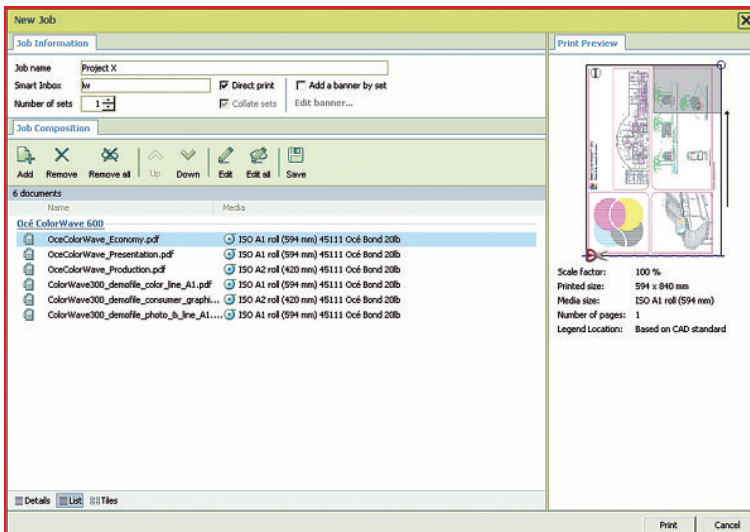 New Job
Job Information
Job name Project X
Smart Inbox lw Direct print Add a banner by set
Number of sets 1 Collate sets Edit banner...
Job Composition
Add Remove Remove all Up Down Edit Edit all Save
6 documents
Name Media
Océ ColorWave 600
OceColorWave_Economy.pdf ISO A1 roll (594 mm) 45111 Océ Bond 20lb
OceColorWave_Presentation.pdf ISO A1 roll (594 mm) 45111 Océ Bond 20lb
OceColorWave_Production.pdf ISO A2 roll (420 mm) 45111 Océ Bond 20lb
ColorWave300_demofile_color_line_A1.pdf ISO A1 roll (594 mm) 45111 Océ Bond 20lb
ColorWave300_demofile_consumer_graphi... ISO A2 roll (420 mm) 45111 Océ Bond 20lb
ColorWave300_demofile_photo_&_line_A1.... ISO A1 roll (594 mm) 45111 Océ Bond 20lb
Details List Tiles
Print Preview
Scale factor: 100 %
Printed size: 594 x 840 mm
Media size: ISO A1 roll (594 mm)
Number of pages: 1
Legend Location: Based on CAD standard
Print Cancel